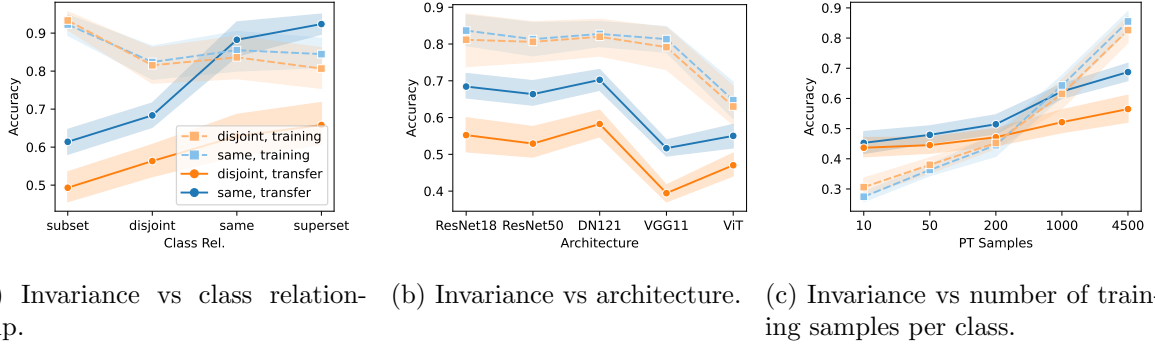 0.9
0.8
0.7
0.6
0.5
Accuracy
subset disjoint same superset
Class Rel.
disjoint, training
same, training
disjoint, transfer
same, transfer
0.9
0.8
0.7
0.6
0.5
0.4
Accuracy
ResNet18 ResNet50 DN121 VGG11 ViT
Architecture
0.9
0.8
0.7
0.6
0.5
0.4
0.3
Accuracy
10 50 200 1000 4500
PT Samples
) Invariance vs class relation-
p.
(b) Invariance vs architecture.
(c) Invariance vs number of train-
ing samples per class.